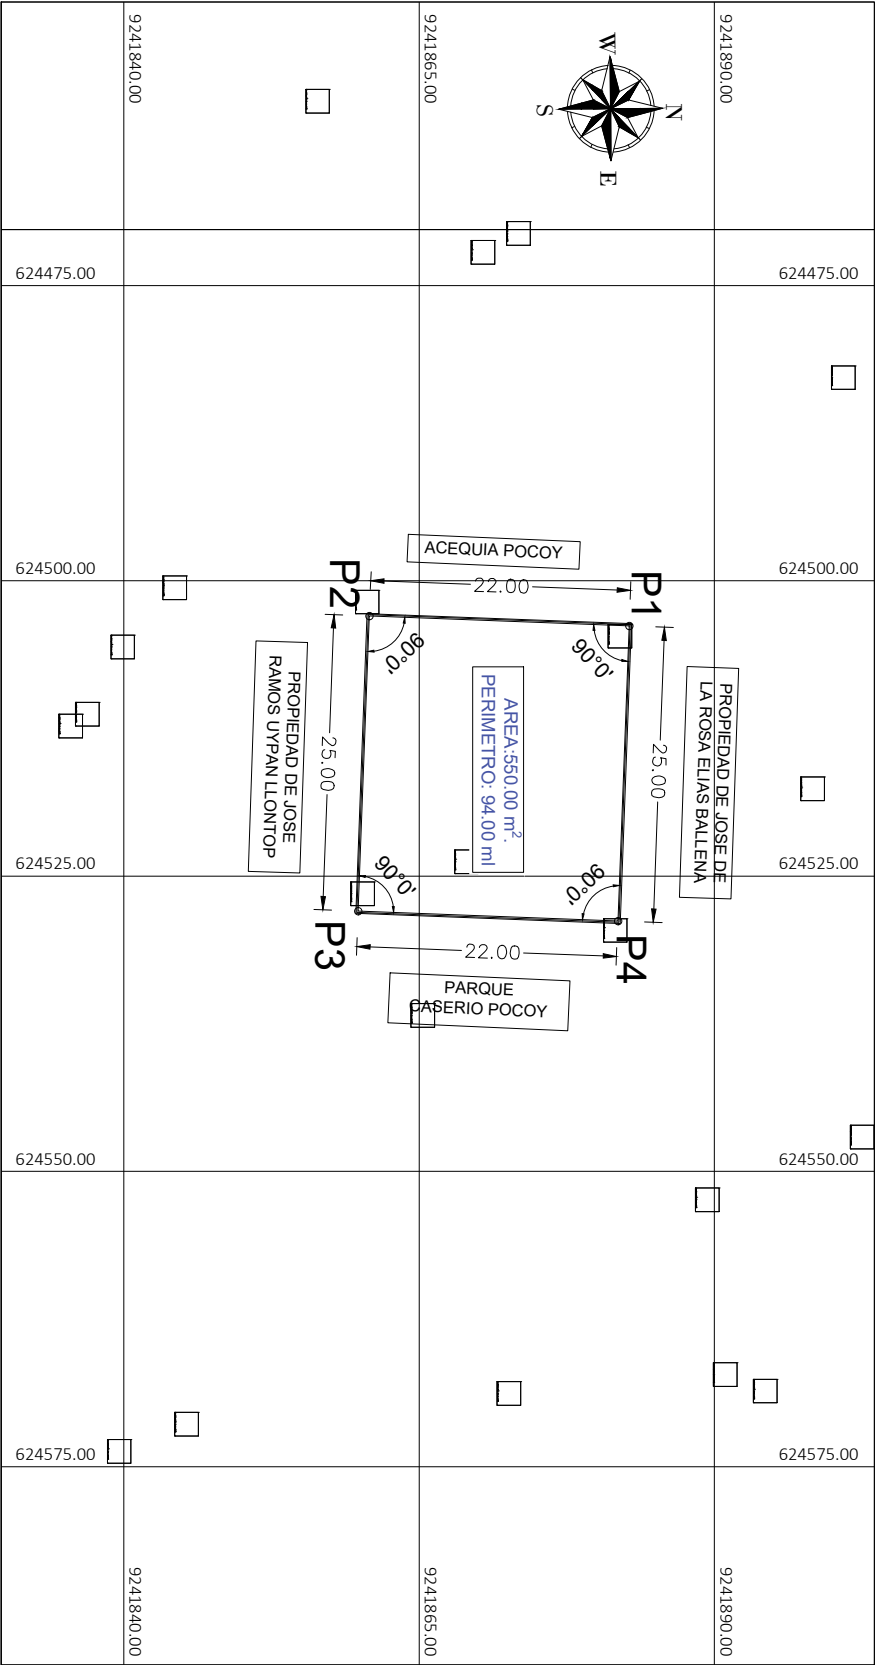 9241840.00
9241865.00
9241890.00
W
N
S
E
624475.00
624475.00
ACEQUIA POCOY
624500.00
624500.00
22.00
P2
P1
90°0'
90°0'
PROPIEDAD DE JOSE
RAMOS UYPAN LLONTOP
25.00
AREA:550.00 m².
PERIMETRO: 94.00 ml
25.00
PROPIEDAD DE JOSE DE
LA ROSA ELIAS BALLENA
90°0'
90°0'
624525.00
624525.00
P3
P4
22.00
PARQUE
CASERIO POCOY
624550.00
624550.00
624575.00
624575.00
9241840.00
9241865.00
9241890.00